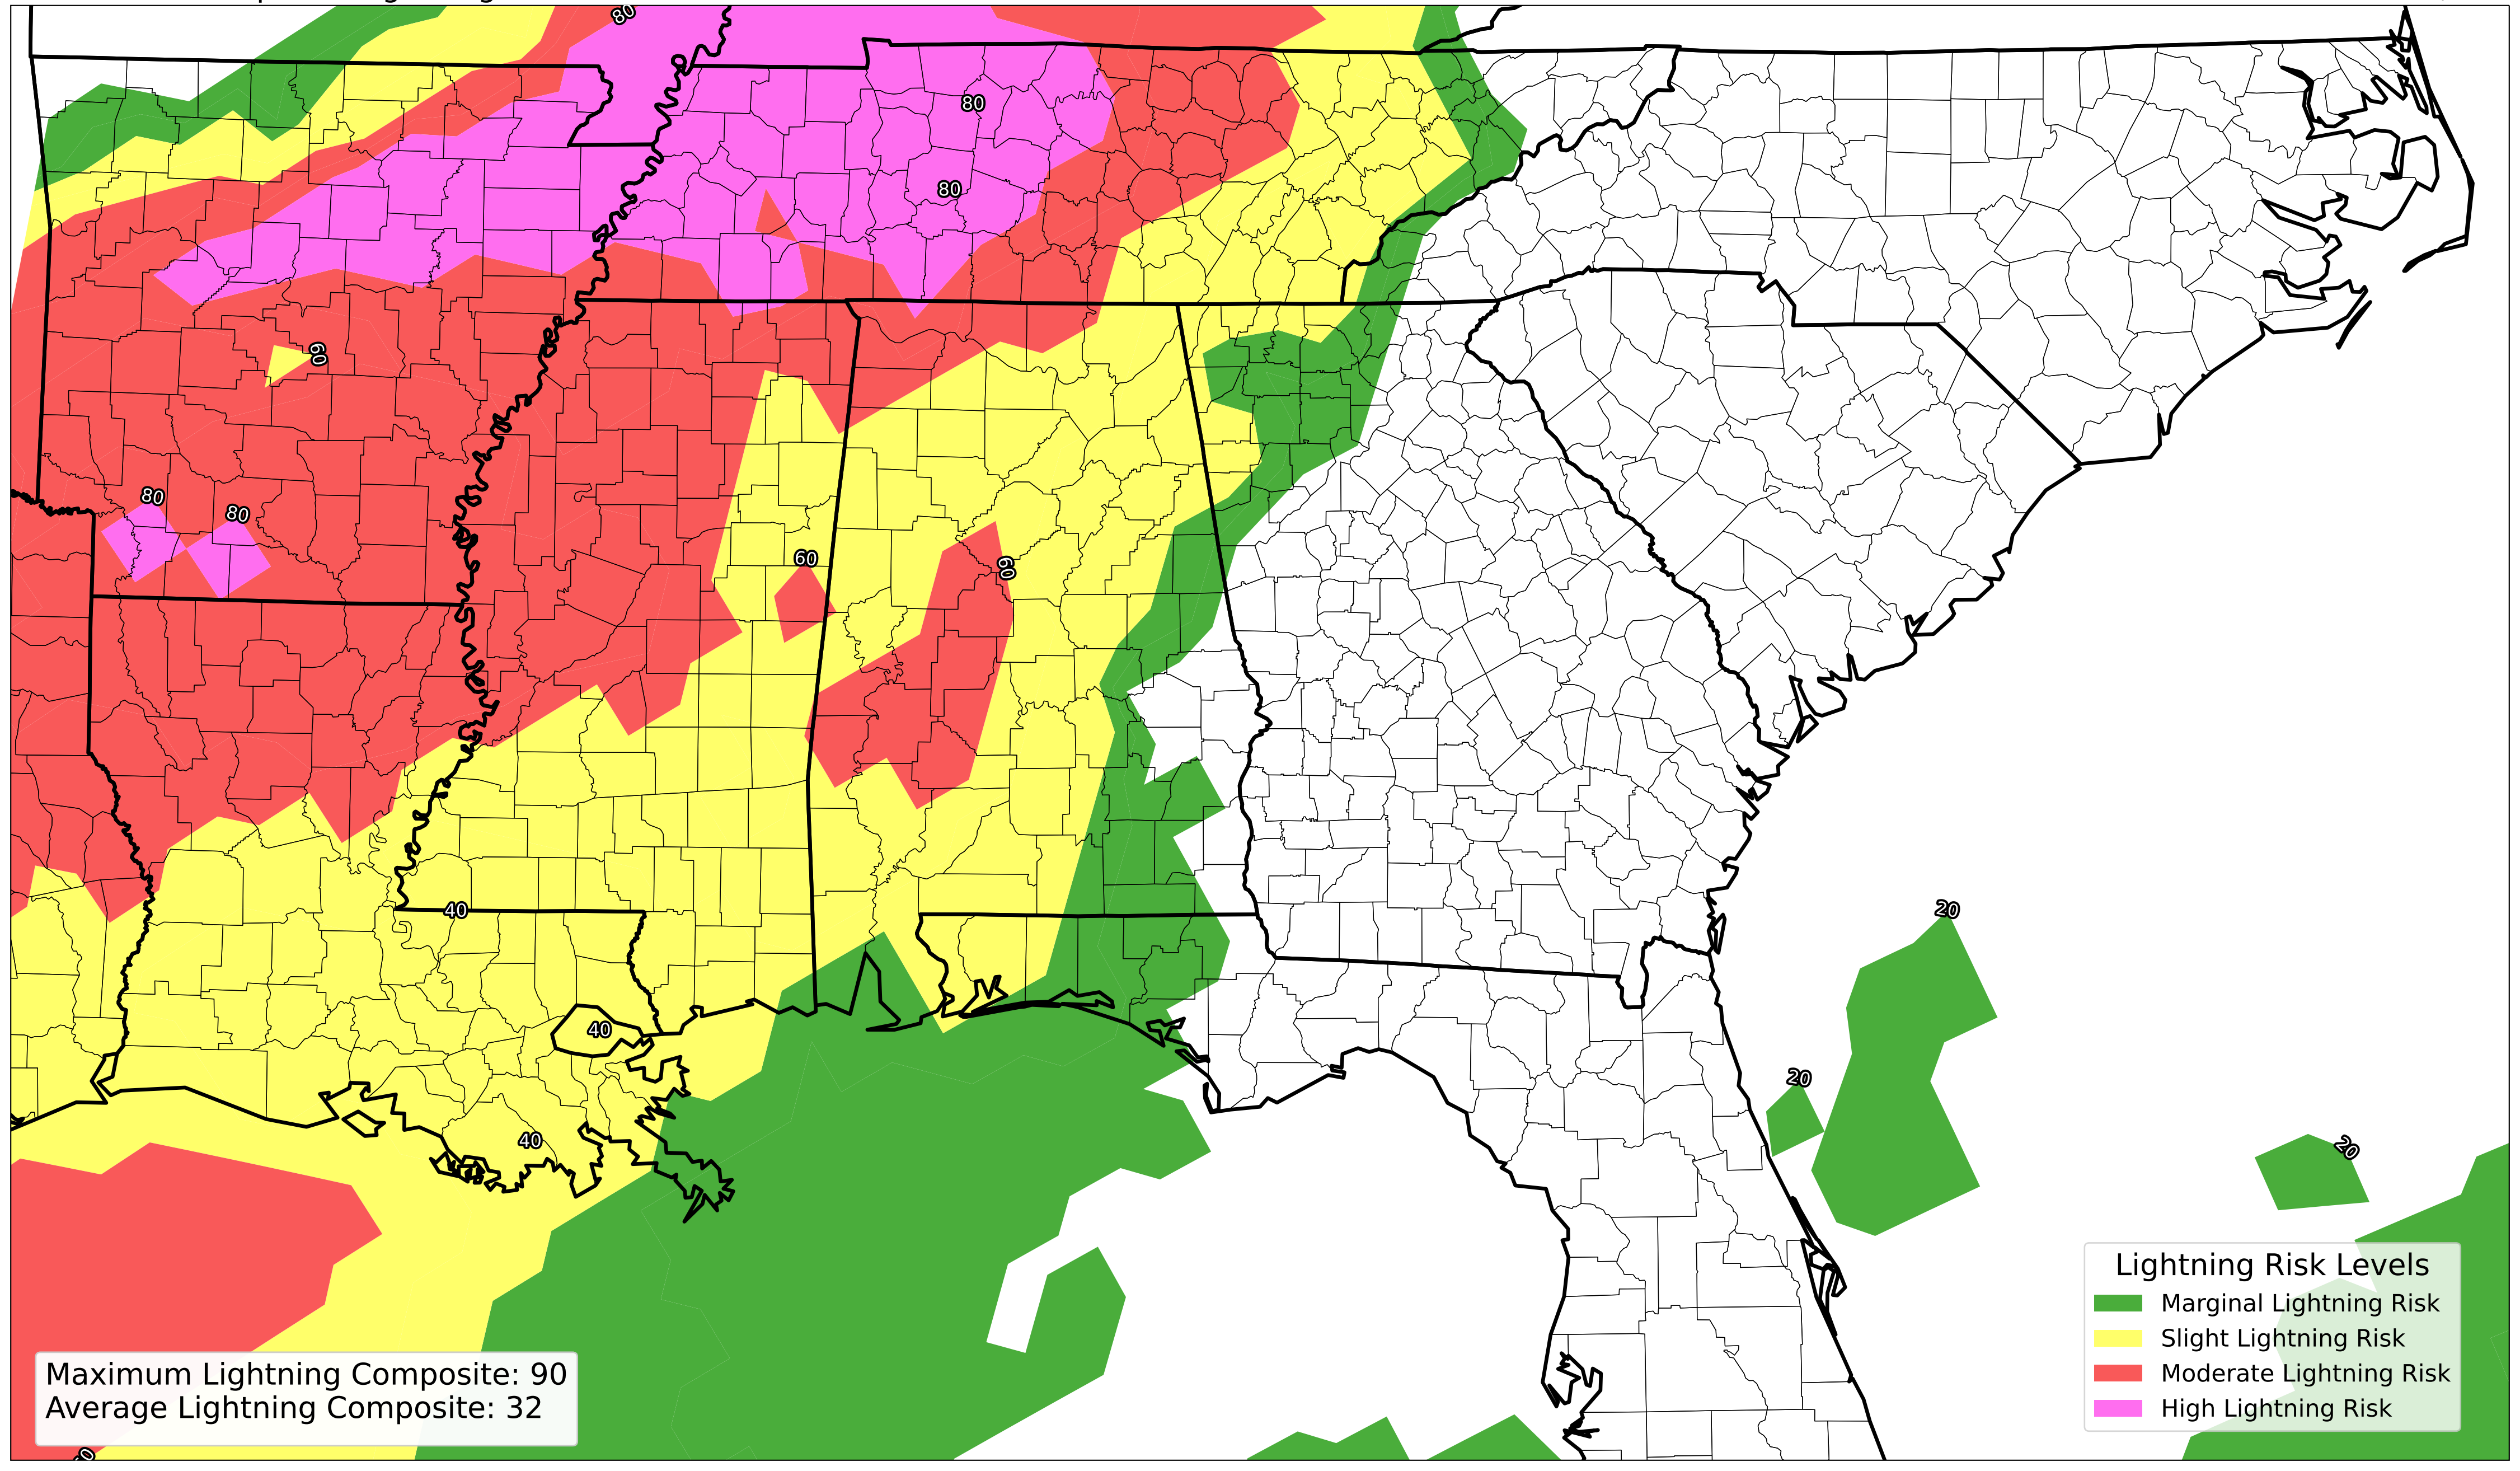 80
80
80
60
80
80
60
60
40
20
40
20
40
20
Lightning Risk Levels
Marginal Lightning Risk
Slight Lightning Risk
Moderate Lightning Risk
High Lightning Risk
Maximum Lightning Composite: 90
Average Lightning Composite: 32